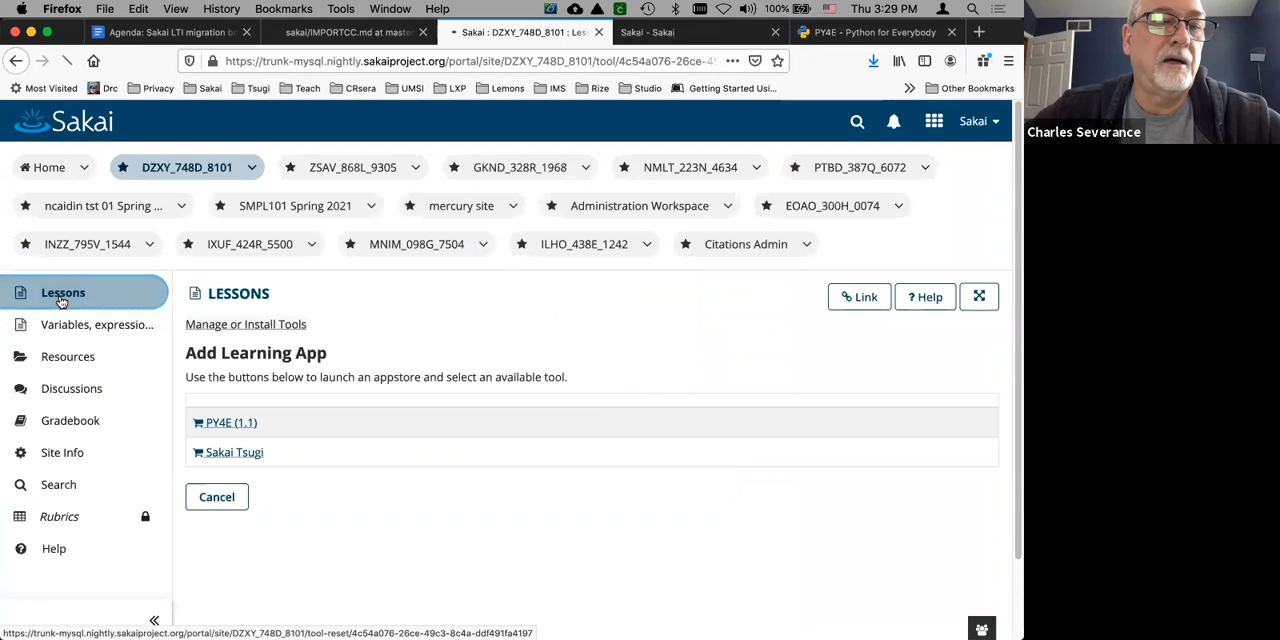 Firefox File Edit View History Bookmarks Tools Window Help 100% Thu 3:29 PM
Agenda: Sakai LTI migration br
sakai/IMPORTCC.md at maste
Sakai : DZXY_748D_8101 : Les
Sakai - Sakai
PY4E - Python for Everybody
https://trunk-mysql.nightly.sakaiproject.org/portal/site/DZXY_748D_8101/tool/4c54a076-26ce-4
Most Visited Drc Privacy Sakai Tsugi Teach CRsera UMSI LXP Lemons IMS Rize Studio Getting Started Usin... Other Bookmarks
Charles Severance
Sakai
Sakai
Home DZXY_748D_8101 ZSAV_868L_9305 GKND_328R_1968 NMLT_223N_4634 PTBD_387Q_6072
ncaidin tst 01 Spring ... SMPL101 Spring 2021 mercury site Administration Workspace EOAO_300H_0074
INZZ_795V_1544 IXUF_424R_5500 MNIM_098G_7504 ILHO_438E_1242 Citations Admin
Lessons
Variables, expressio...
Resources
Discussions
Gradebook
Site Info
Search
Rubrics
Help
LESSONS
Link
? Help
Manage or Install Tools
Add Learning App
Use the buttons below to launch an appstore and select an available tool.
PY4E (1.1)
Sakai Tsugi
Cancel
https://trunk-mysql.nightly.sakaiproject.org/portal/site/DZXY_748D_8101/tool-reset/4c54a076-26ce-49c3-8c4a-ddf491fa4197